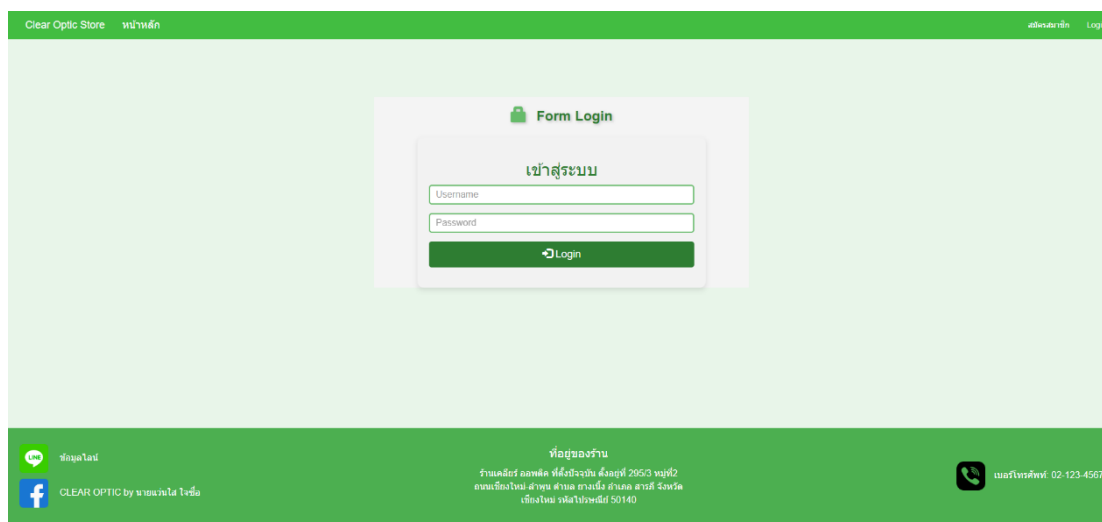 Clear Optic Store หน้าหลัก สมัครสมาชิก Logi
Form Login
เข้าสู่ระบบ
Username
Password
Login
LINE
ข้อมูลไลน์
CLEAR OPTIC by นายแว่นใส ใจซื่อ
ที่อยู่ของร้าน
ร้านเคลียร์ ออพติค ที่ตั้งปัจจุบัน ตั้งอยู่ที่ 295/3 หมู่ที่2
ถนนเชียงใหม่-ลำพูน ตำบล ยางเนิ้ง อำเภอ สารภี จังหวัด
เชียงใหม่ รหัสไปรษณีย์ 50140
เบอร์โทรศัพท์: 02-123-4567